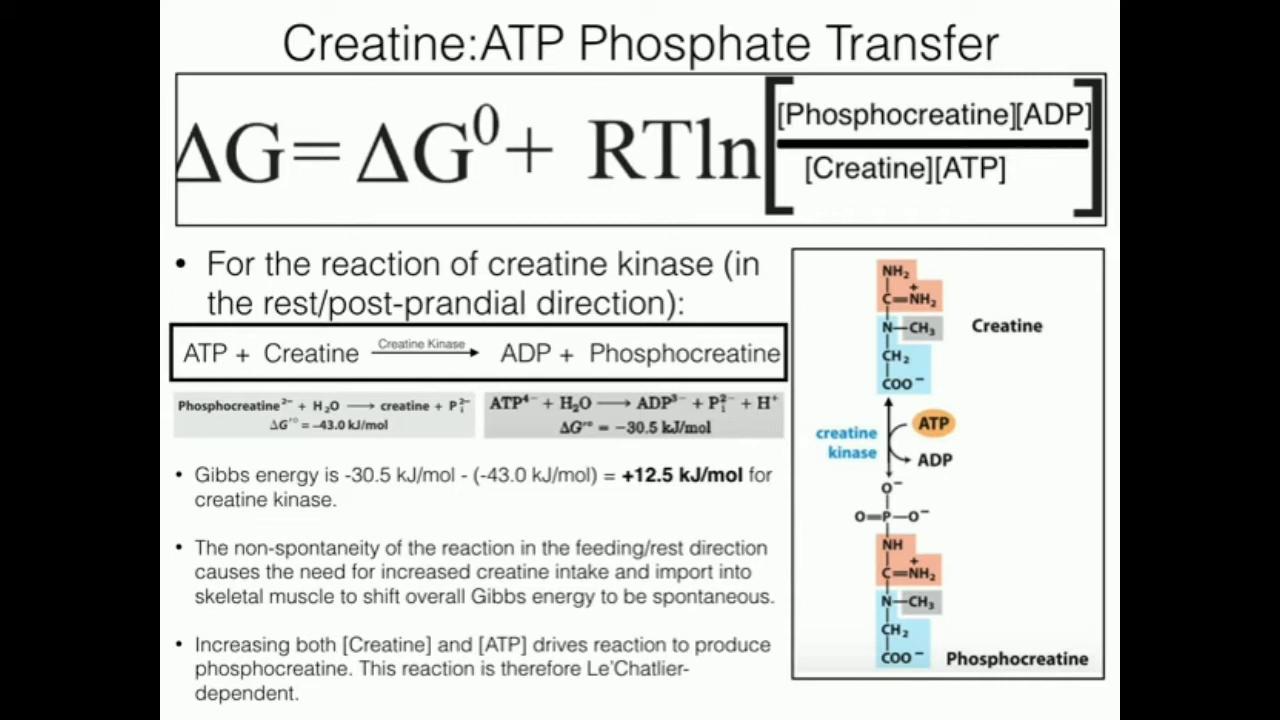 Creatine:ATP Phosphate Transfer
ΔG= ΔG⁰+ RTln[[Phosphocreatine][ADP]
[Creatine][ATP]]
• For the reaction of creatine kinase (in
the rest/post-prandial direction):
ATP + Creatine Creatine Kinase → ADP + Phosphocreatine
Phosphocreatine²⁻ + H₂O → creatine + Pᵢ²⁻
ΔG'° = −43.0 kJ/mol
ATP⁴⁻ + H₂O → ADP³⁻ + Pᵢ²⁻ + H⁺
ΔG'° = −30.5 kJ/mol
• Gibbs energy is -30.5 kJ/mol - (-43.0 kJ/mol) = +12.5 kJ/mol for
creatine kinase.
• The non-spontaneity of the reaction in the feeding/rest direction
causes the need for increased creatine intake and import into
skeletal muscle to shift overall Gibbs energy to be spontaneous.
• Increasing both [Creatine] and [ATP] drives reaction to produce
phosphocreatine. This reaction is therefore Le'Chatlier-
dependent.
NH₂
+
C=NH₂
N—CH₃
Creatine
CH₂
COO⁻
ATP
creatine
kinase
ADP
O⁻
O=P—O⁻
NH
+
C=NH₂
N—CH₃
CH₂
COO⁻
Phosphocreatine